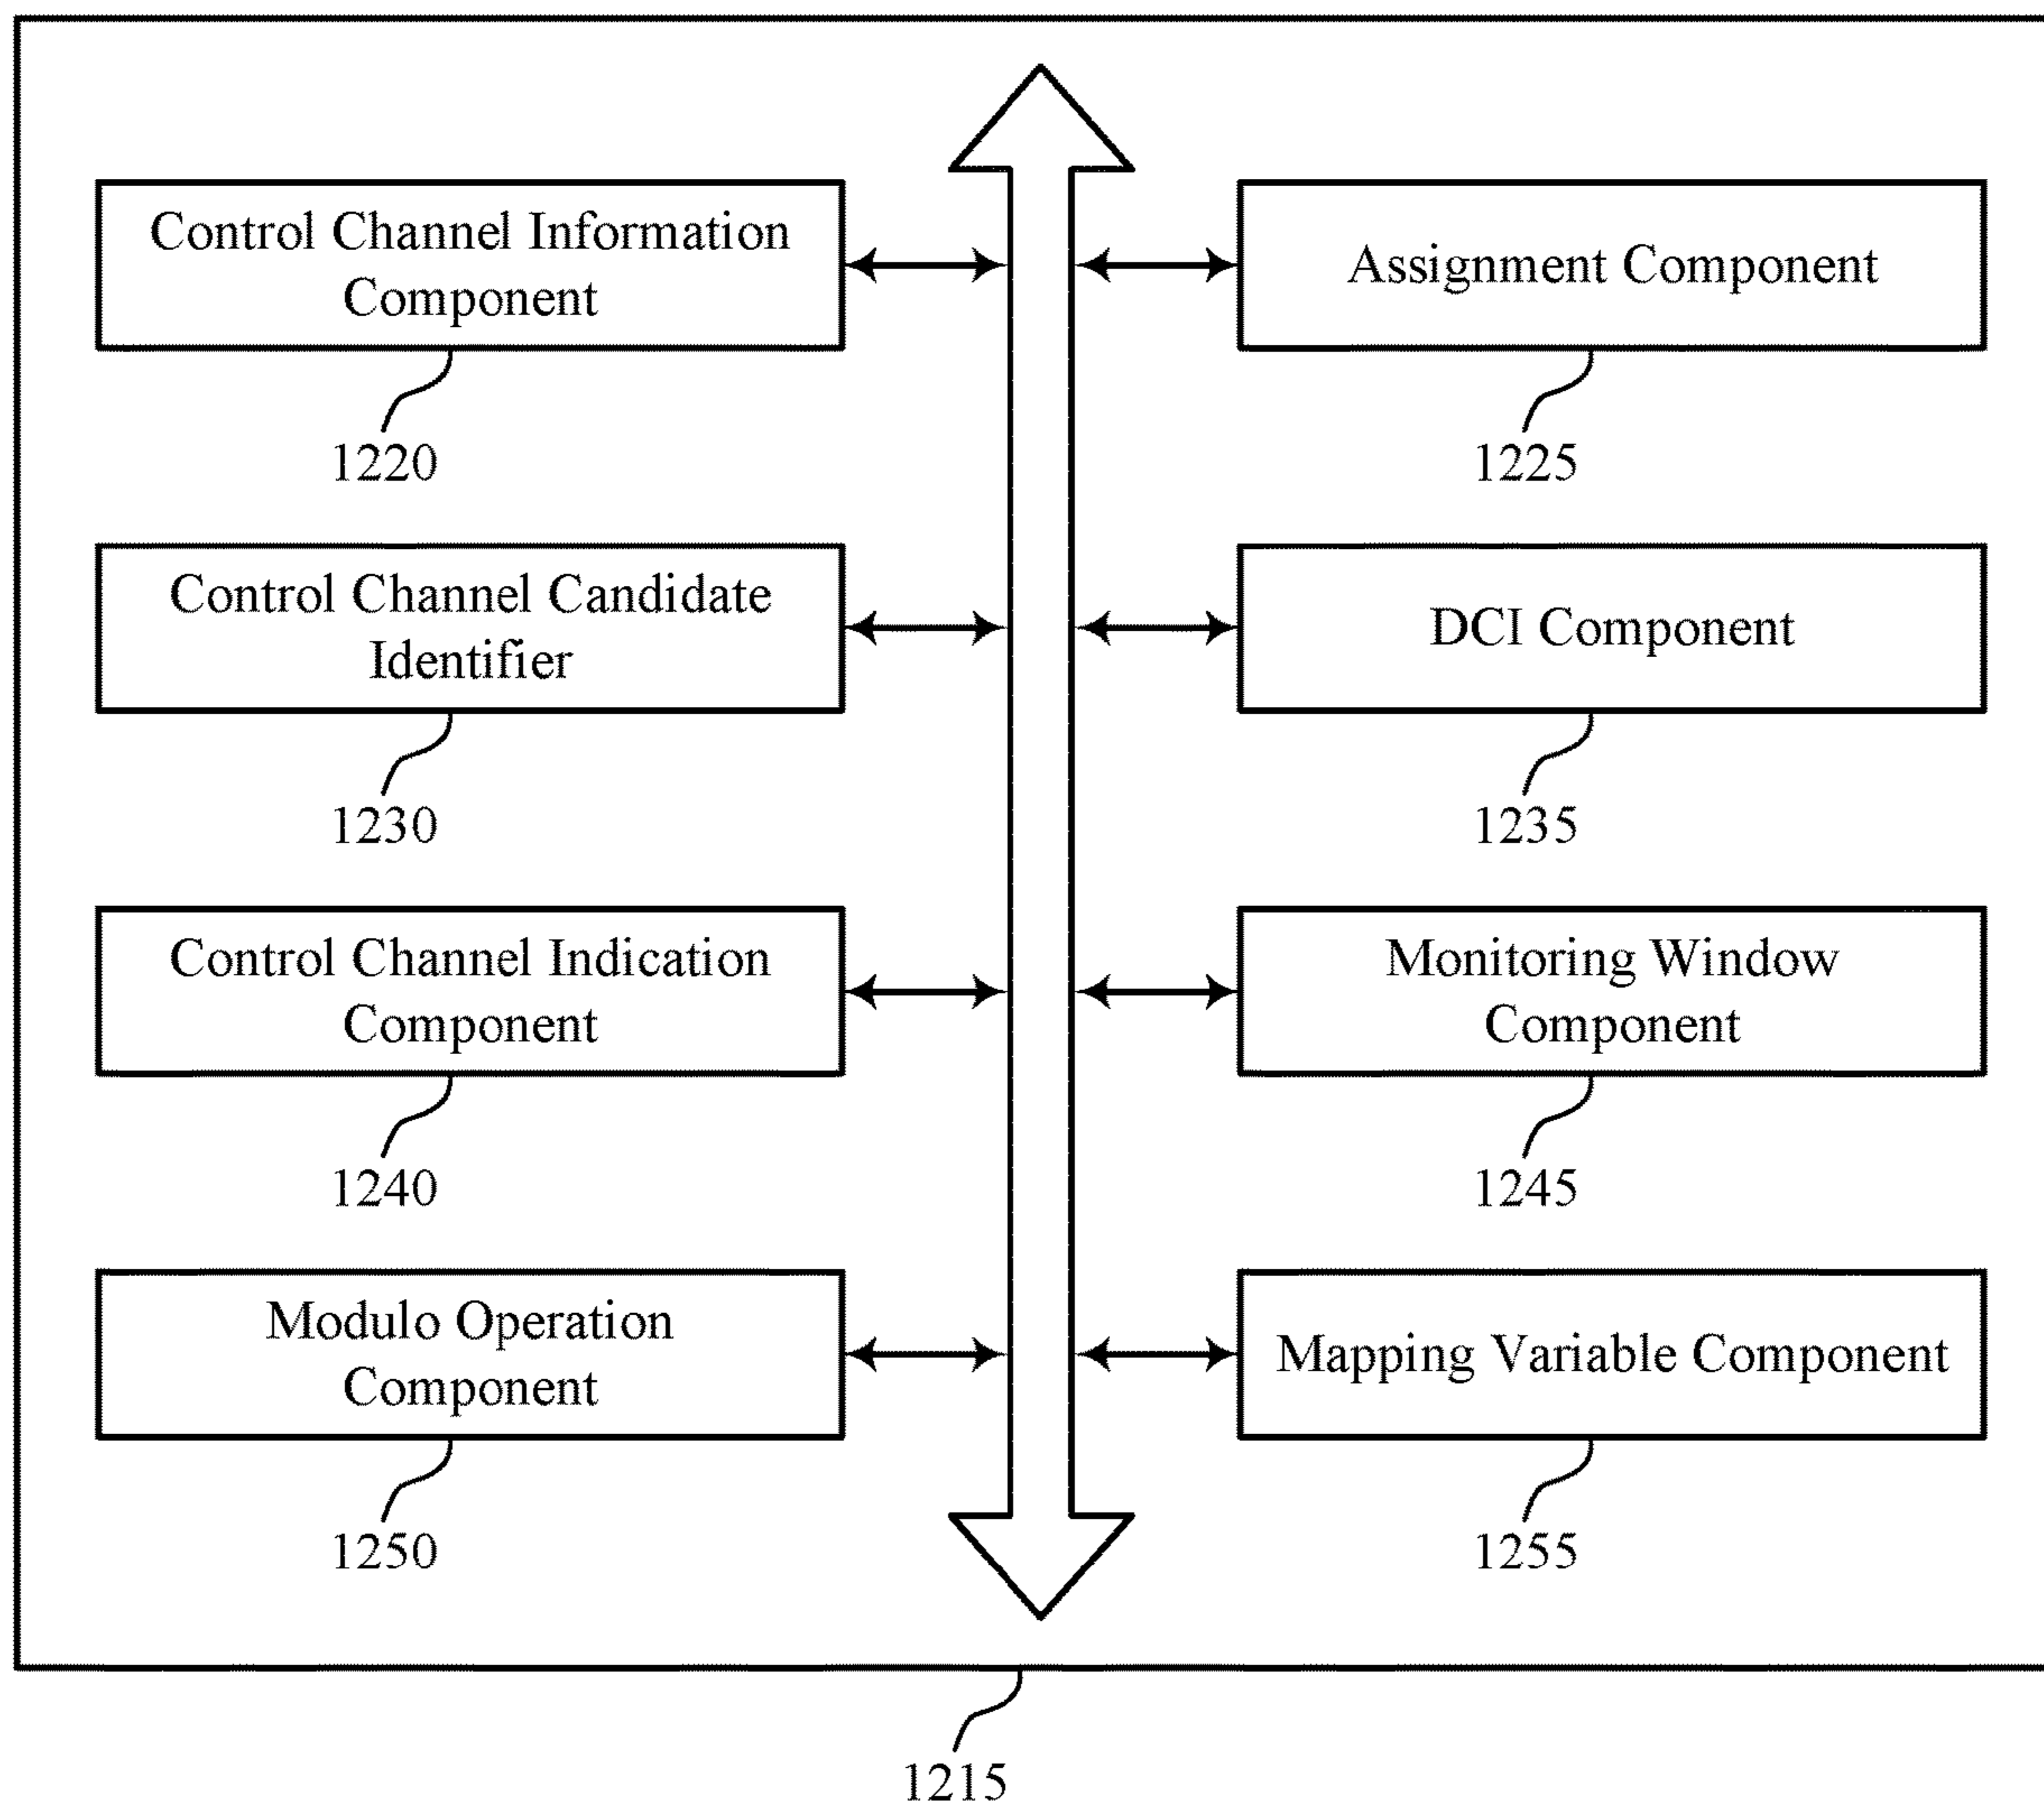 Control Channel Information
Component
1220
Assignment Component
1225
Control Channel Candidate
Identifier
1230
DCI Component
1235
Control Channel Indication
Component
1240
Monitoring Window
Component
1245
Modulo Operation
Component
1250
Mapping Variable Component
1255
1215